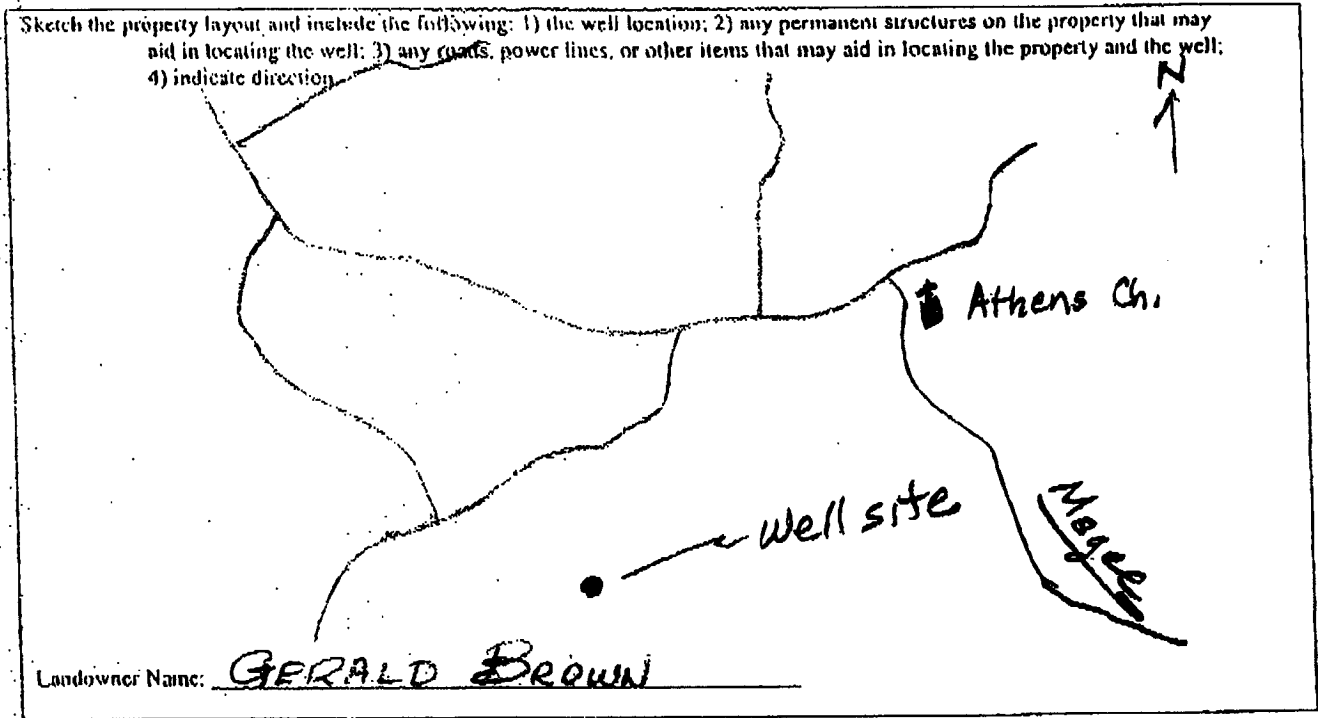 Sketch the property layout and include the following: 1) the well location; 2) any permanent structures on the property that may
aid in locating the well; 3) any roads, power lines, or other items that may aid in locating the property and the well;
4) indicate direction.
N
Athens Ch.
Well site
Magee
Landowner Name: GERALD BROWN